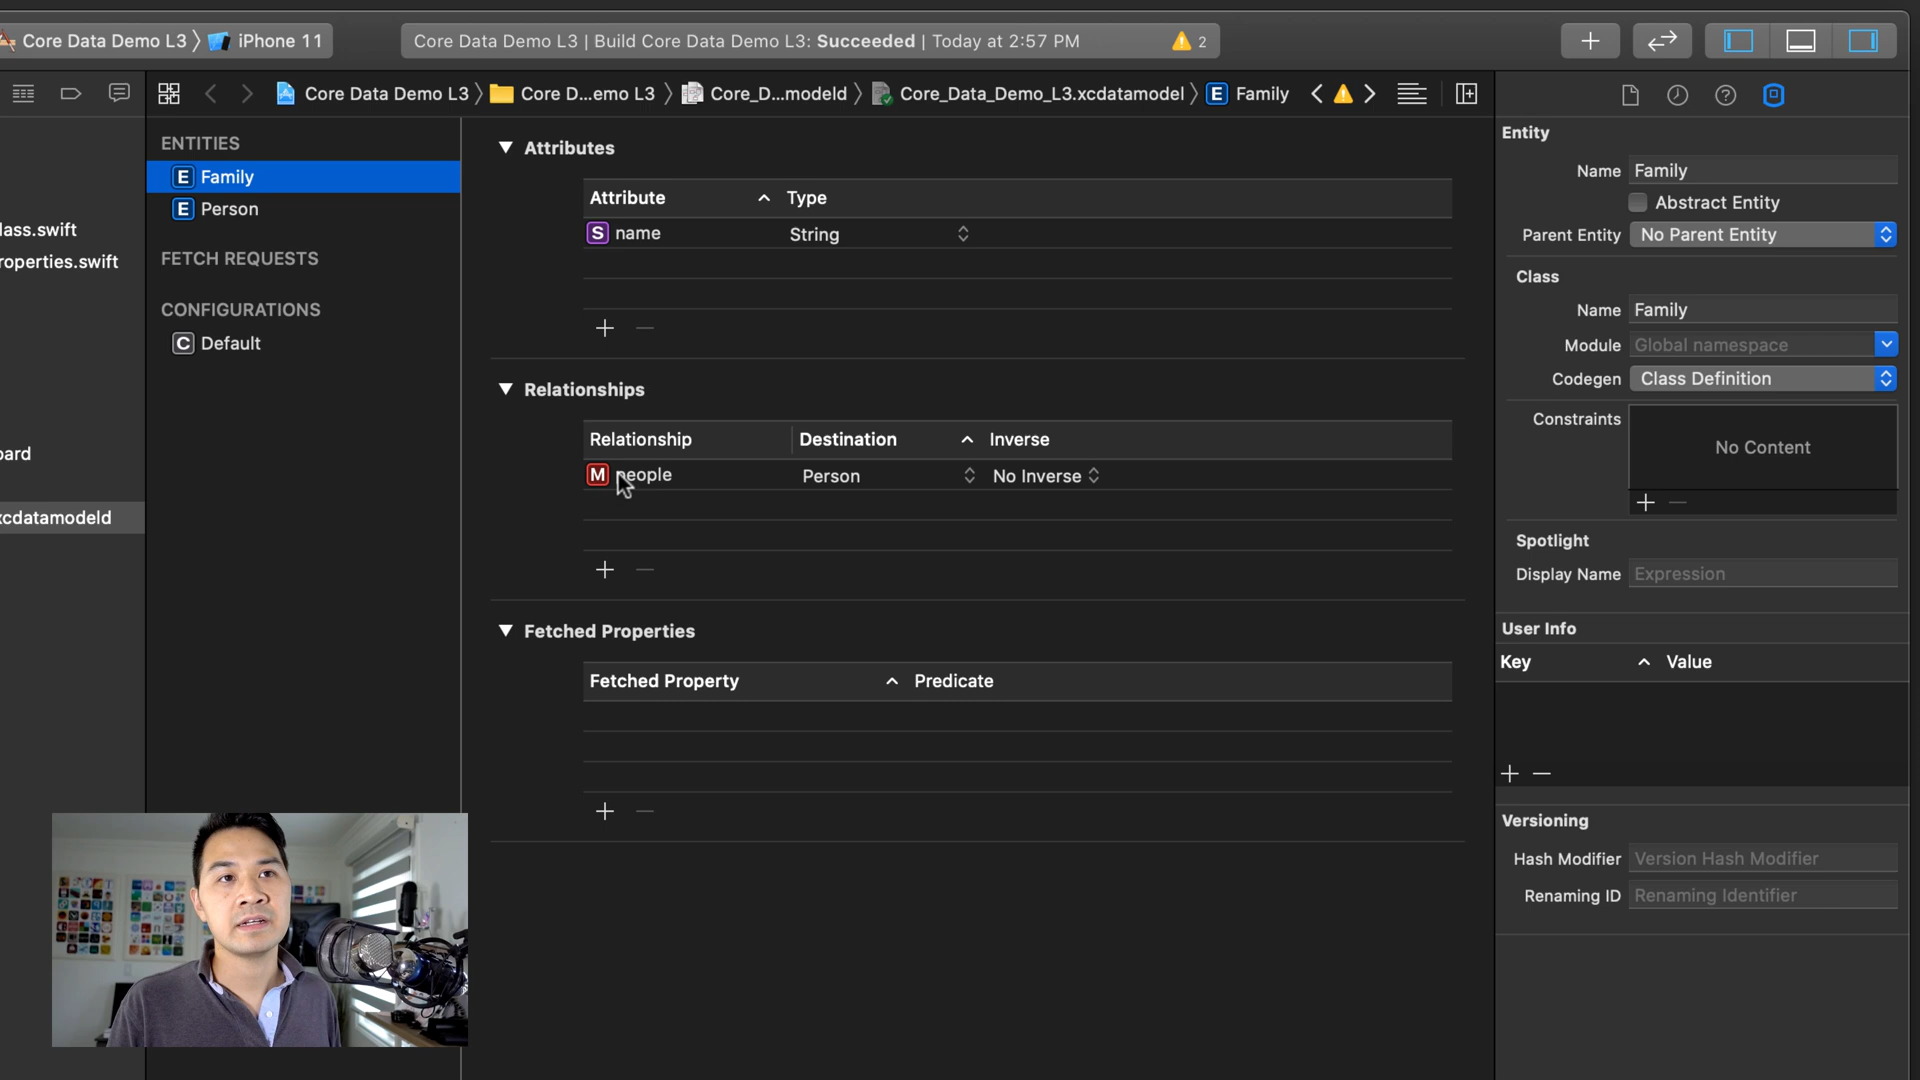 Core Data Demo L3 〉 iPhone 11
Core Data Demo L3 | Build Core Data Demo L3: Succeeded | Today at 2:57 PM
2
Core Data Demo L3 〉 Core D...emo L3 〉 Core_D...modeld 〉 Core_Data_Demo_L3.xcdatamodel 〉 E Family
lass.swift
roperties.swift
ard
xcdatamodeld
ENTITIES
E Family
E Person
FETCH REQUESTS
CONFIGURATIONS
C Default
Attributes
Attribute Type
S name String
Relationships
Relationship Destination Inverse
M people Person No Inverse
Fetched Properties
Fetched Property Predicate
Entity
Name Family
Abstract Entity
Parent Entity No Parent Entity
Class
Name Family
Module Global namespace
Codegen Class Definition
Constraints
No Content
Spotlight
Display Name Expression
User Info
Key Value
Versioning
Hash Modifier Version Hash Modifier
Renaming ID Renaming Identifier